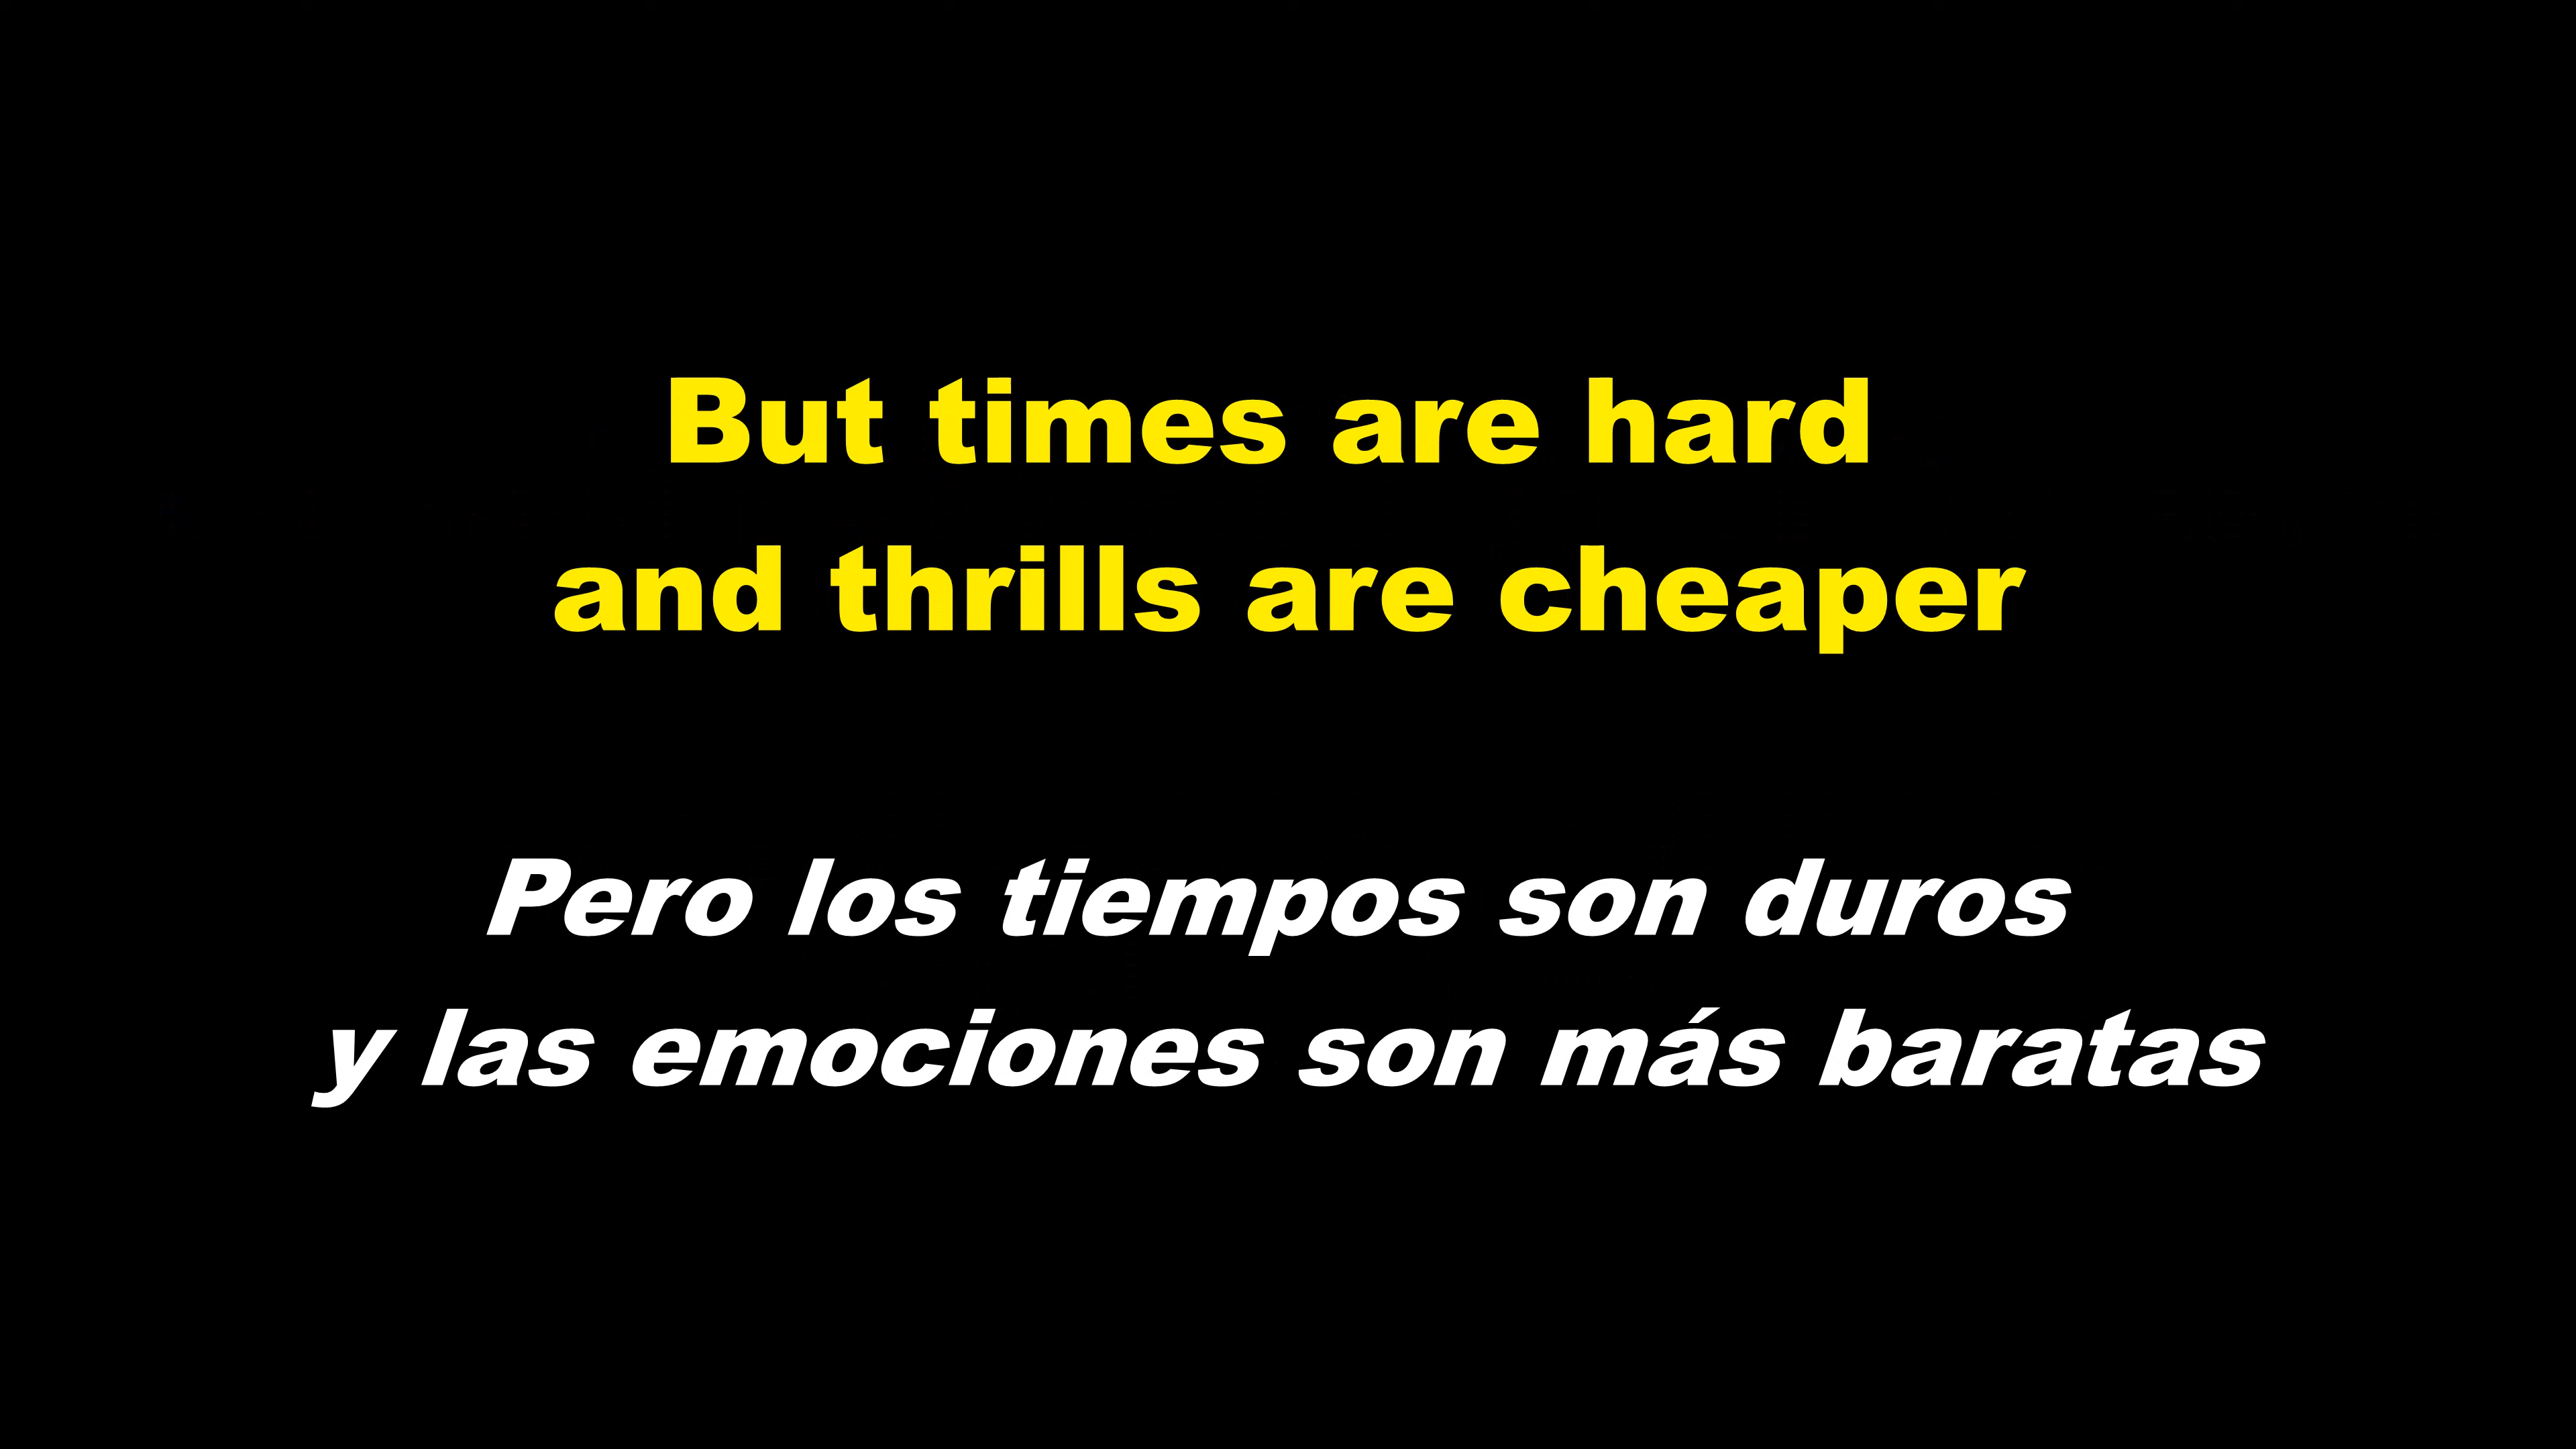 But times are hard
and thrills are cheaper
Pero los tiempos son duros
y las emociones son más baratas